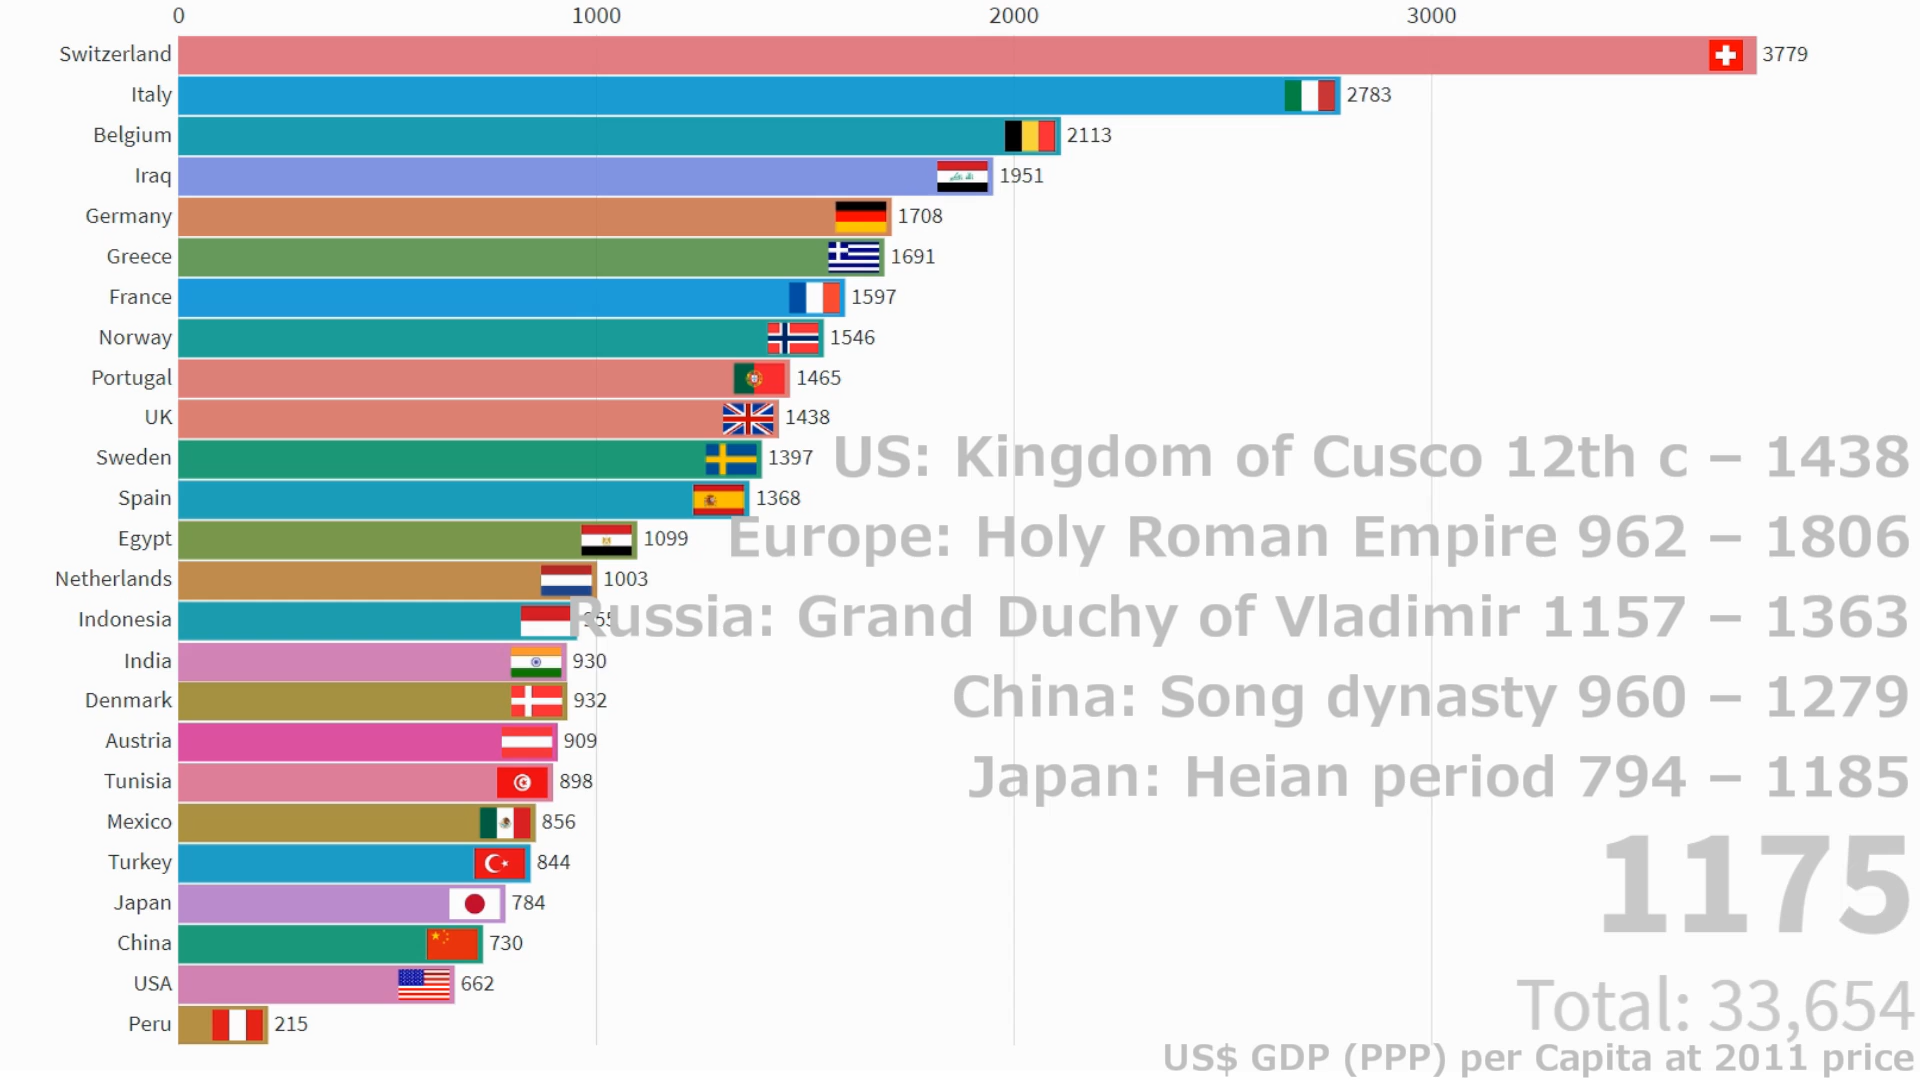 0 1000 2000 3000
Switzerland 3779
Italy 2783
Belgium 2113
Iraq 1951
Germany 1708
Greece 1691
France 1597
Norway 1546
Portugal 1465
UK 1438
Sweden 1397
US: Kingdom of Cusco 12th c – 1438
Spain 1368
Egypt 1099
Europe: Holy Roman Empire 962 – 1806
Netherlands 1003
Indonesia
Russia: Grand Duchy of Vladimir 1157 – 1363
India 930
Denmark 932
China: Song dynasty 960 – 1279
Austria 909
Tunisia 898
Japan: Heian period 794 – 1185
Mexico 856
Turkey 844
Japan 784
1175
China 730
USA 662
Total: 33,654
Peru 215
US$ GDP (PPP) per Capita at 2011 price